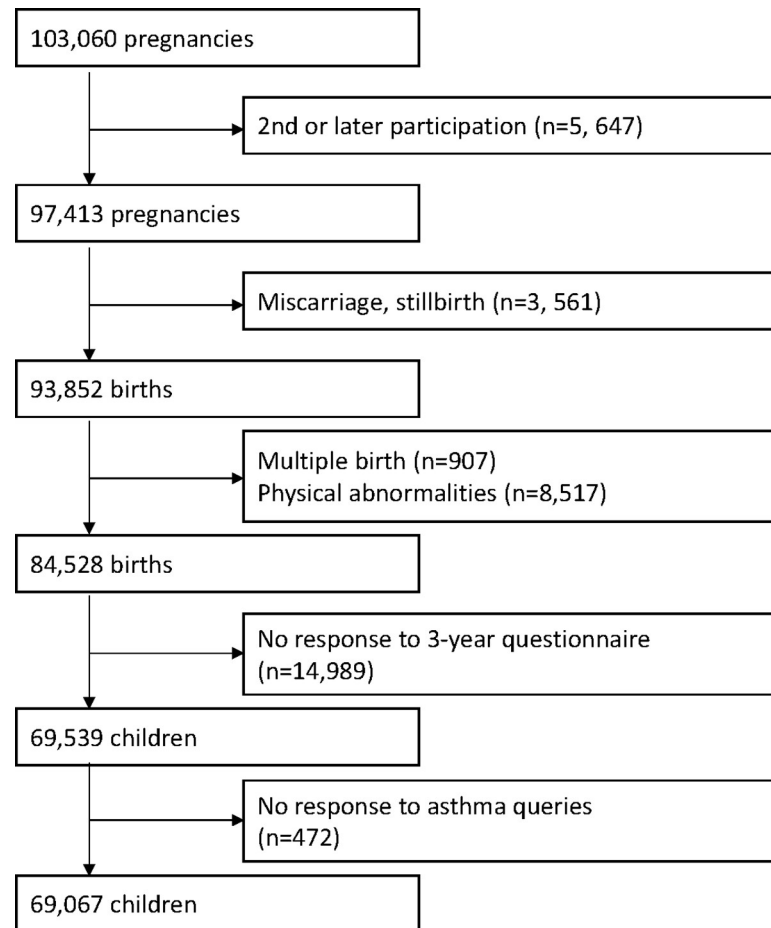 103,060 pregnancies
2nd or later participation (n=5, 647)
97,413 pregnancies
Miscarriage, stillbirth (n=3, 561)
93,852 births
Multiple birth (n=907)
Physical abnormalities (n=8,517)
84,528 births
No response to 3-year questionnaire
(n=14,989)
69,539 children
No response to asthma queries
(n=472)
69,067 children